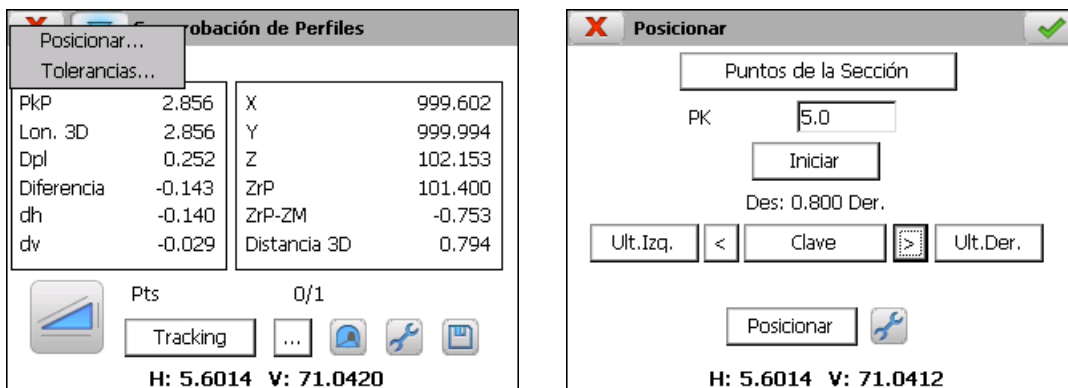 X robación de Perfiles
Posicionar...
Tolerancias...
PkP 2.856 X 999.602
Lon. 3D 2.856 Y 999.994
Dpl 0.252 Z 102.153
Diferencia -0.143 ZrP 101.400
dh -0.140 ZrP-ZM -0.753
dv -0.029 Distancia 3D 0.794
Pts 0/1
Tracking ...
H: 5.6014 V: 71.0420
X Posicionar
Puntos de la Sección
PK 5.0
Iniciar
Des: 0.800 Der.
Ult.Izq. < Clave > Ult.Der.
Posicionar
H: 5.6014 V: 71.0412